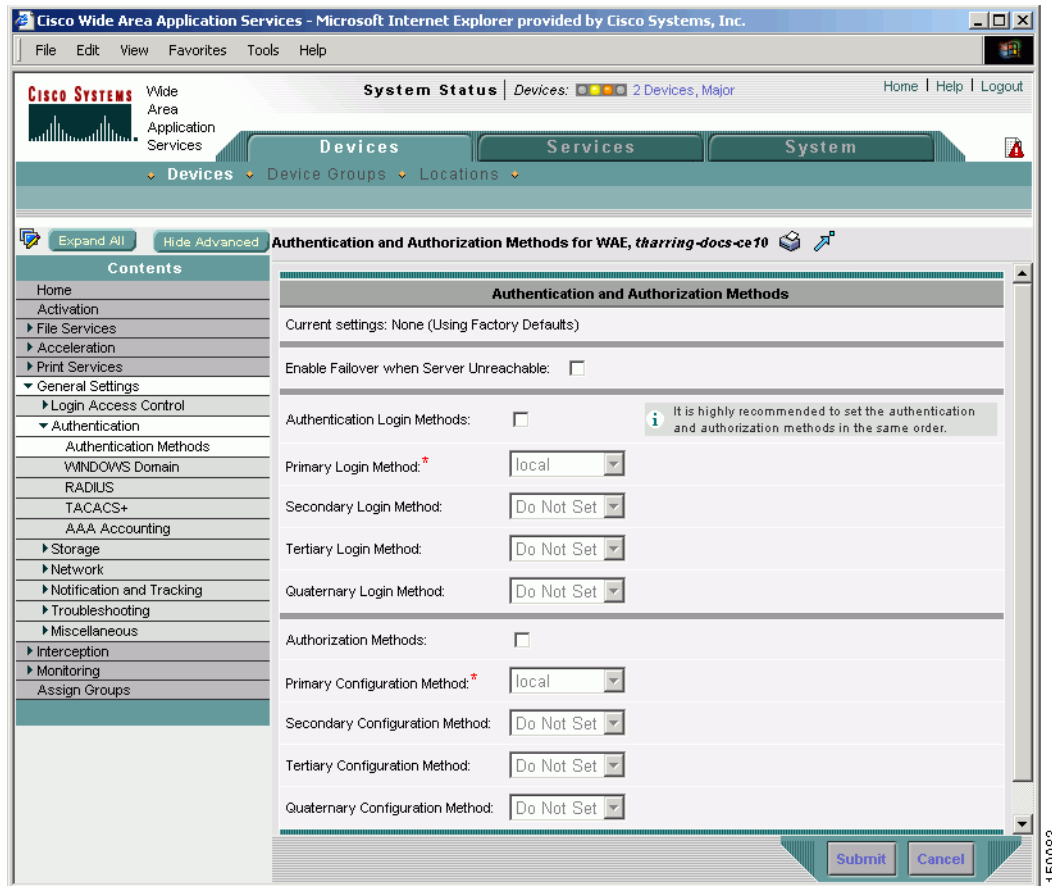 Cisco Wide Area Application Services - Microsoft Internet Explorer provided by Cisco Systems, Inc.
File Edit View Favorites Tools Help
CISCO SYSTEMS
Wide
Area
Application
Services
System Status Devices: 2 Devices, Major
Home Help Logout
Devices Services System
Devices Device Groups Locations
Expand All Hide Advanced
Authentication and Authorization Methods for WAE, tharring-docs-ce10
Contents
Home
Activation
File Services
Acceleration
Print Services
General Settings
Login Access Control
Authentication
Authentication Methods
WINDOWS Domain
RADIUS
TACACS+
AAA Accounting
Storage
Network
Notification and Tracking
Troubleshooting
Miscellaneous
Interception
Monitoring
Assign Groups
Authentication and Authorization Methods
Current settings: None (Using Factory Defaults)
Enable Failover when Server Unreachable:
Authentication Login Methods:
It is highly recommended to set the authentication
and authorization methods in the same order.
Primary Login Method:* local
Secondary Login Method: Do Not Set
Tertiary Login Method: Do Not Set
Quaternary Login Method: Do Not Set
Authorization Methods:
Primary Configuration Method:* local
Secondary Configuration Method: Do Not Set
Tertiary Configuration Method: Do Not Set
Quaternary Configuration Method: Do Not Set
Submit Cancel